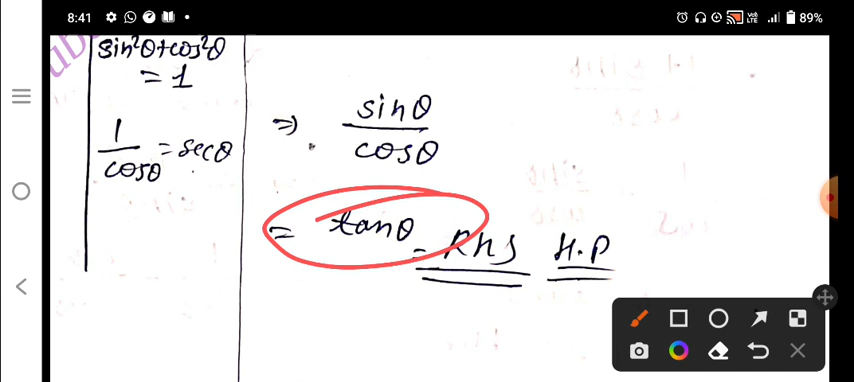 8:41
89%
sin²θ+cos²θ
= 1
1/cosθ = secθ
⇒ sinθ/cosθ
= tanθ
= RHS H.P